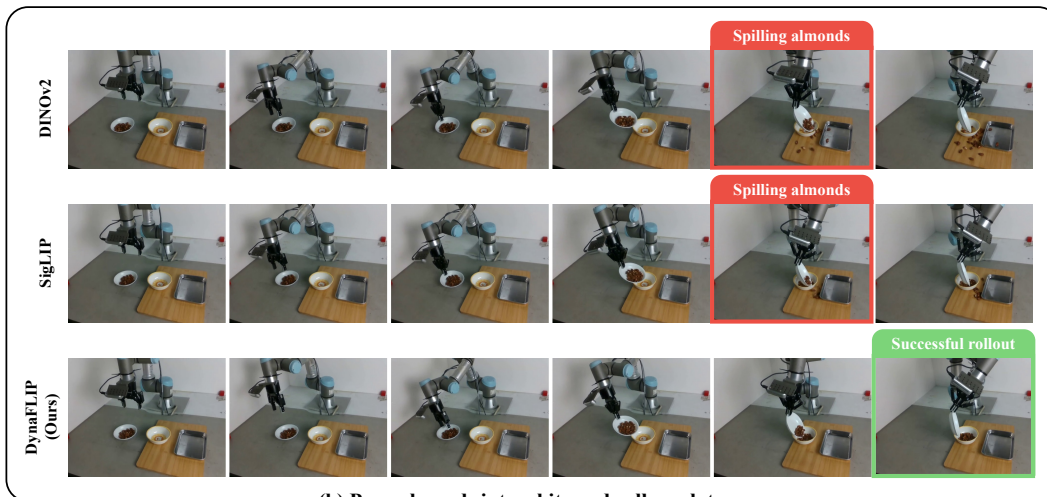 Spilling almonds
DINOv2
Spilling almonds
SigLIP
Successful rollout
DynaFLIP
(Ours)